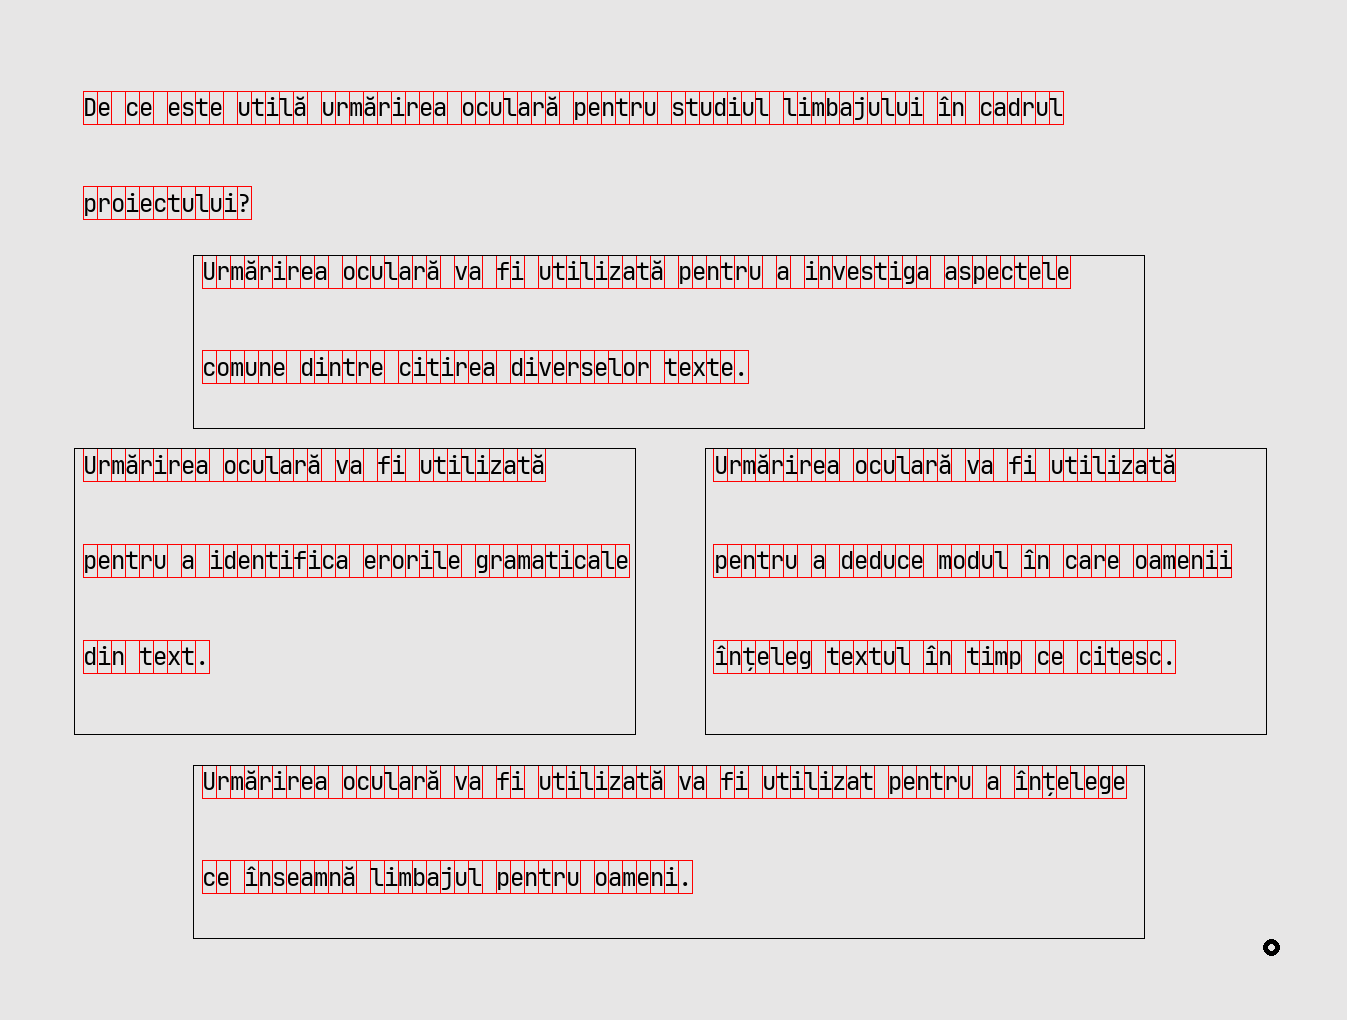 De ce este utilă urmărirea oculară pentru studiul limbajului în cadrul
proiectului?
Urmărirea oculară va fi utilizată pentru a investiga aspectele
comune dintre citirea diverselor texte.
Urmărirea oculară va fi utilizată
pentru a identifica erorile gramaticale
din text.
Urmărirea oculară va fi utilizată
pentru a deduce modul în care oamenii
înțeleg textul în timp ce citesc.
Urmărirea oculară va fi utilizată va fi utilizat pentru a înțelege
ce înseamnă limbajul pentru oameni.